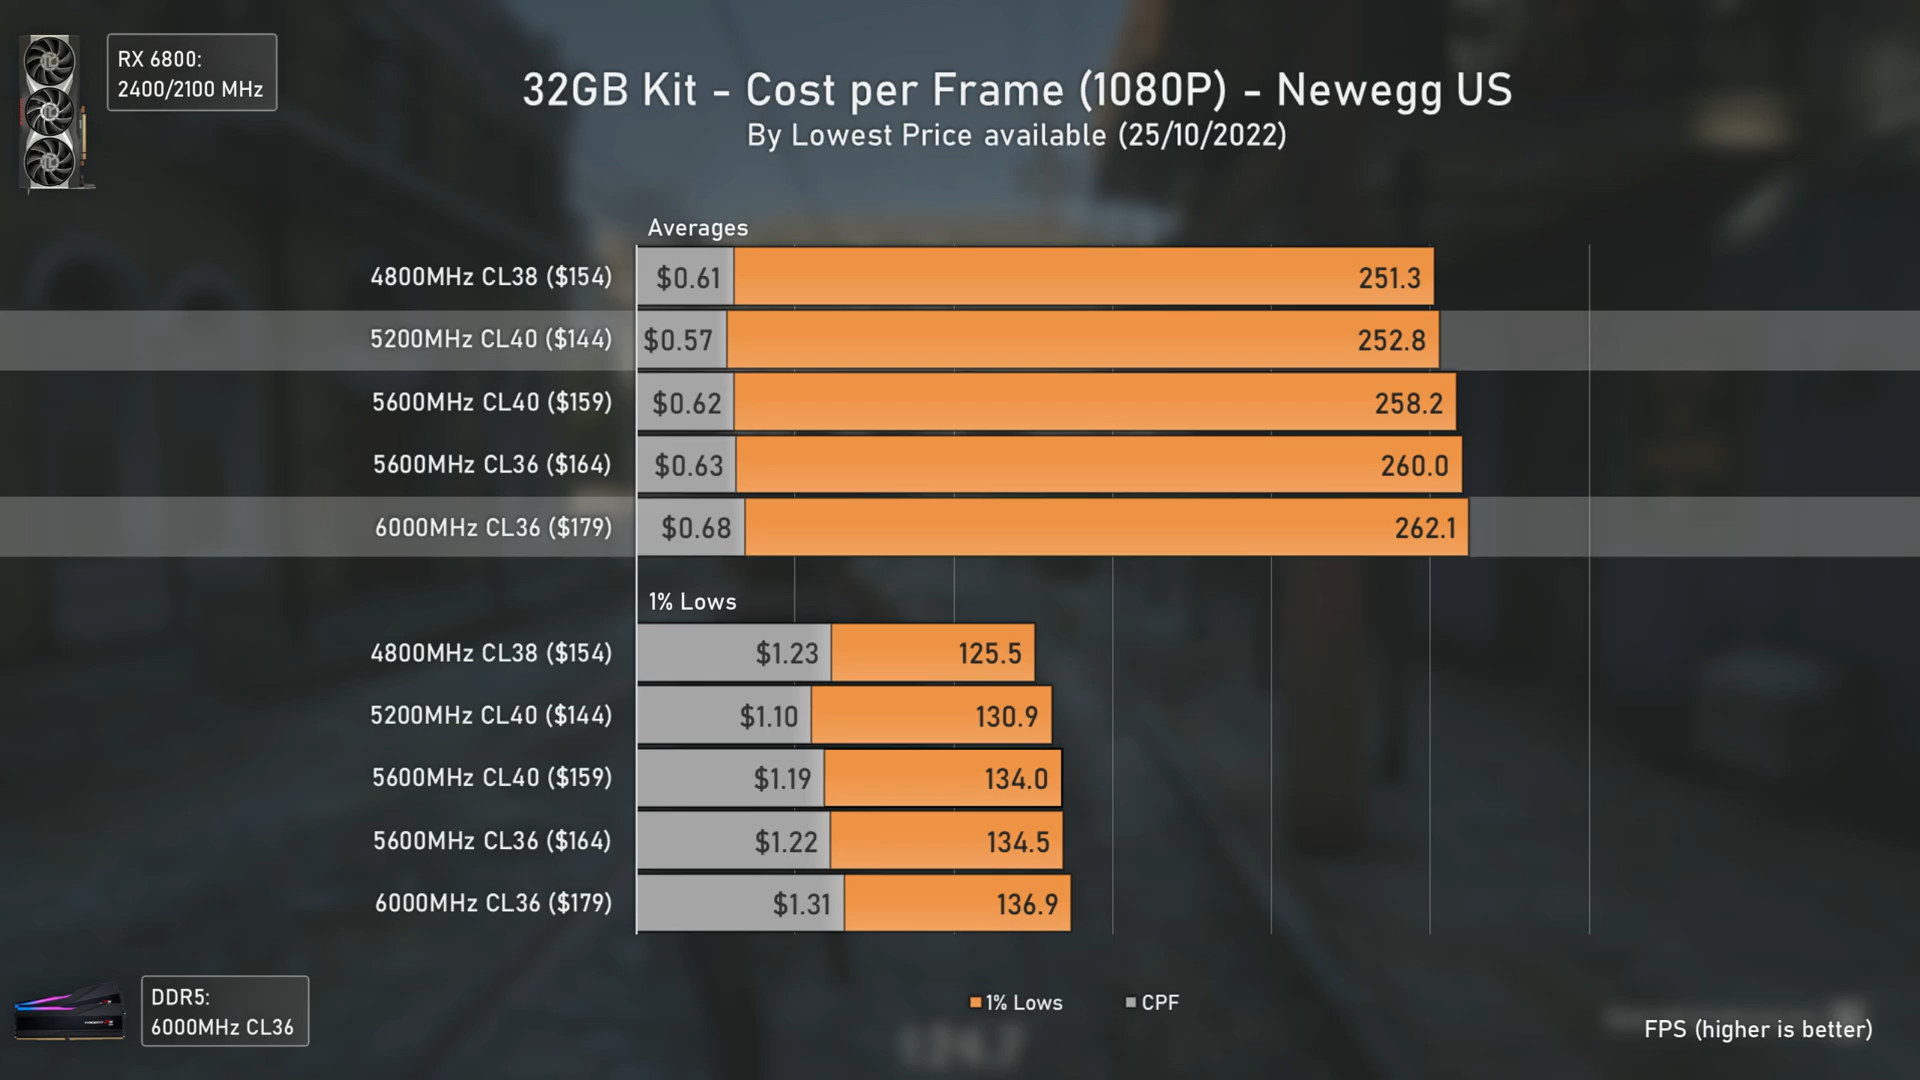 RX 6800:
2400/2100 MHz
32GB Kit - Cost per Frame (1080P) - Newegg US
By Lowest Price available (25/10/2022)
Averages
4800MHz CL38 ($154) $0.61 251.3
5200MHz CL40 ($144) $0.57 252.8
5600MHz CL40 ($159) $0.62 258.2
5600MHz CL36 ($164) $0.63 260.0
6000MHz CL36 ($179) $0.68 262.1
1% Lows
4800MHz CL38 ($154) $1.23 125.5
5200MHz CL40 ($144) $1.10 130.9
5600MHz CL40 ($159) $1.19 134.0
5600MHz CL36 ($164) $1.22 134.5
6000MHz CL36 ($179) $1.31 136.9
DDR5:
6000MHz CL36
1% Lows CPF
FPS (higher is better)